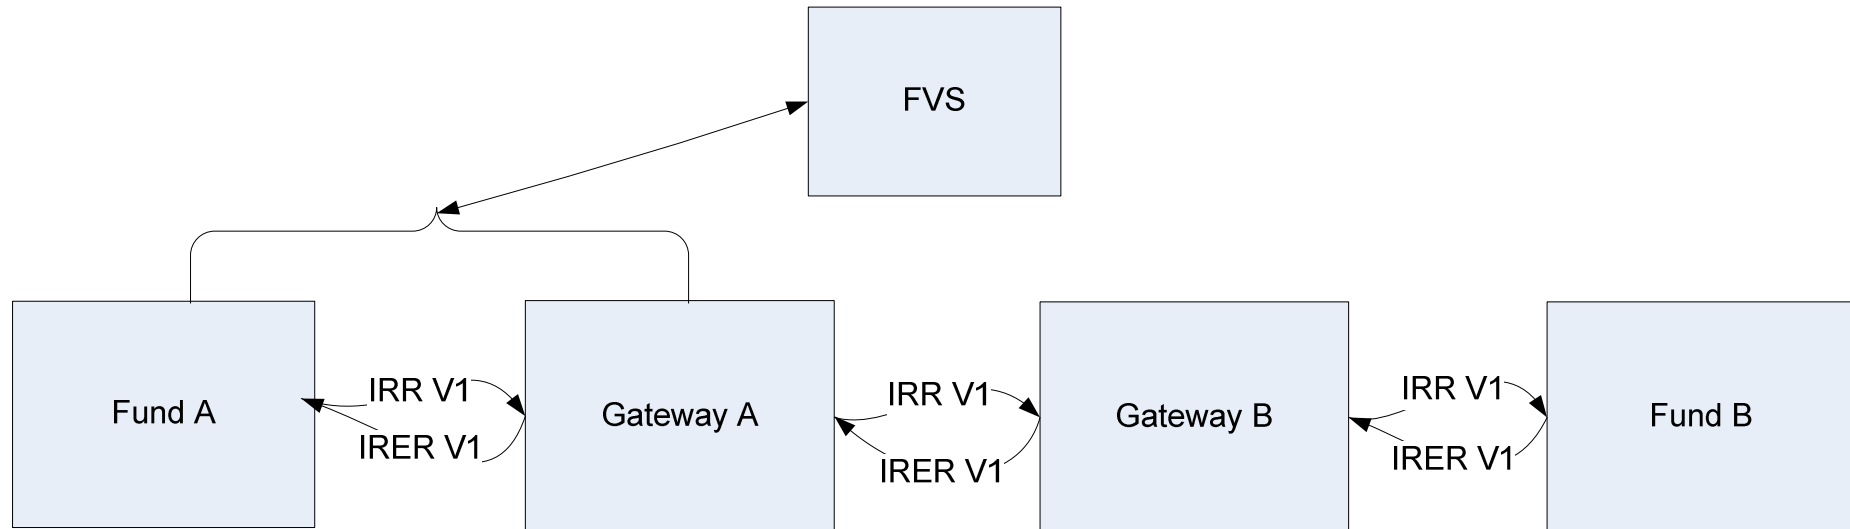 FVS
IRR V1
IRR V1
IRR V1
Fund A
Gateway A
Gateway B
Fund B
IRER V1
IRER V1
IRER V1